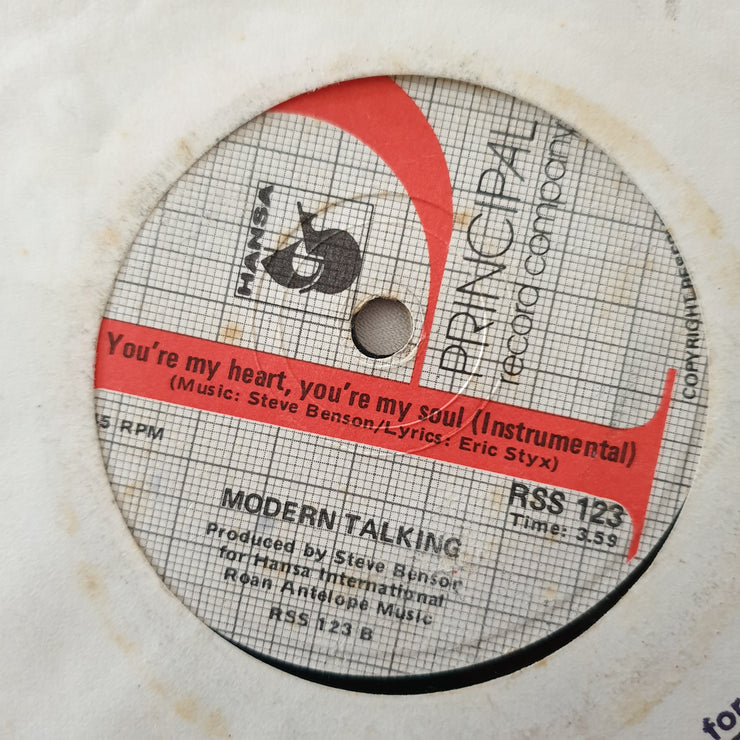 HANSA
PRINCIPAL
record company
COPYRIGHT
You're my heart, you're my soul (Instrumental)
(Music: Steve Benson/Lyrics: Eric Styx)
5 RPM
RSS 123
Time: 3.59
MODERN TALKING
Produced by Steve Benson
for Hansa International
Roan Antelope Music
RSS 123 B
for